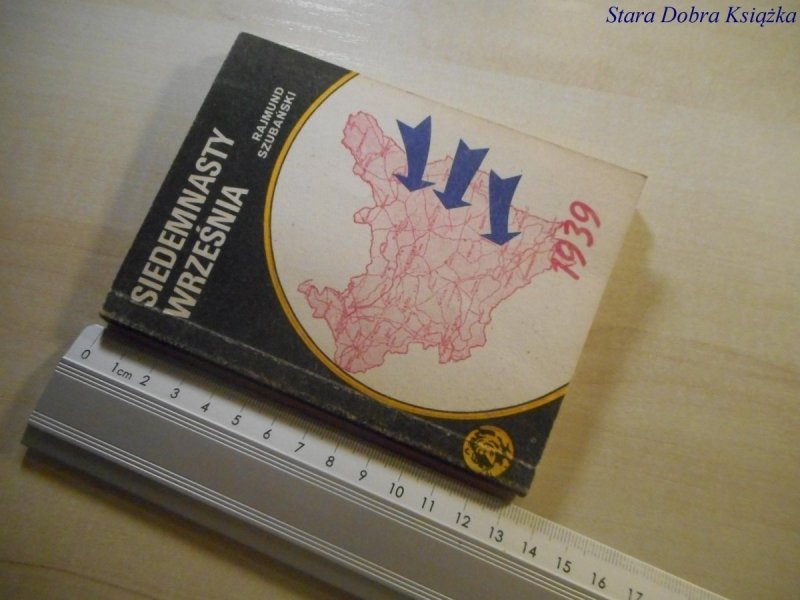 Stara Dobra Książka
RAJMUND
SZUBAŃSKI
SIEDEMNASTY
WRZEŚNIA
1939
0 1cm 2 3 4 5 6 7 8 9 10 11 12 13 14 15 16 17